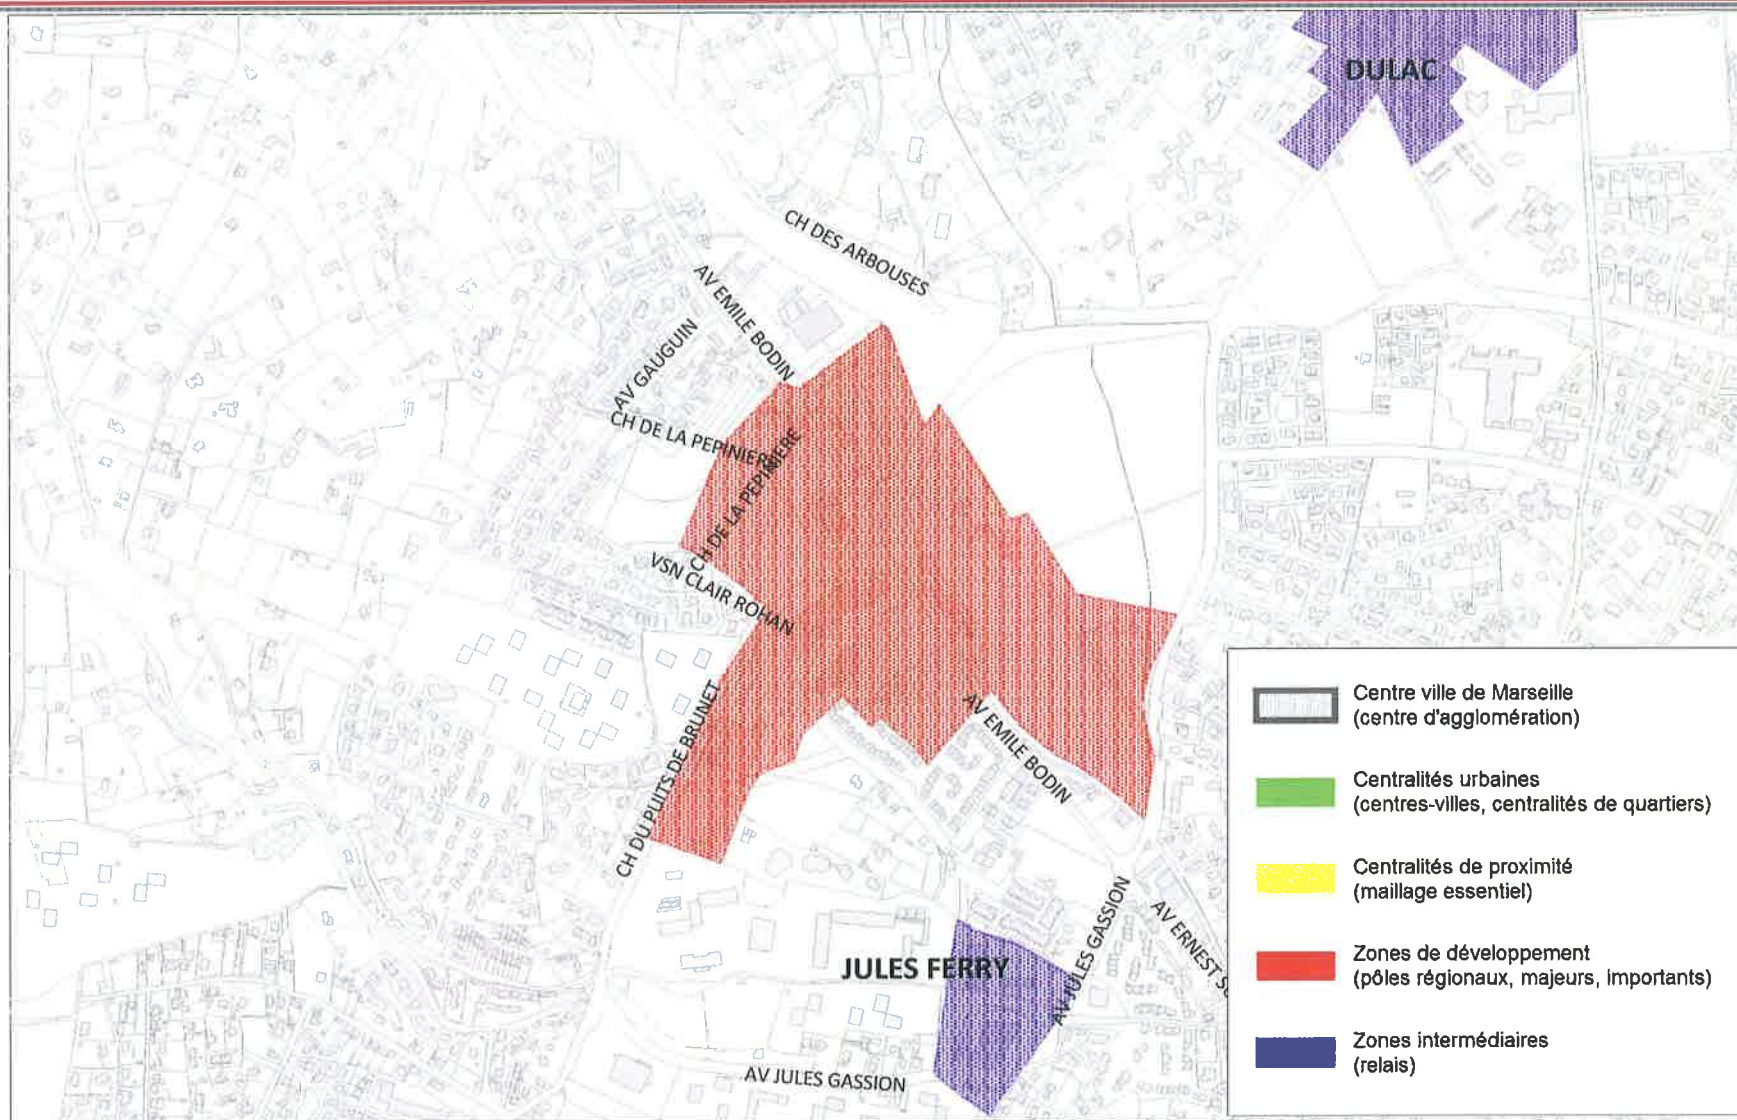 DULAC
CH DES ARBOUSES
AV EMILE BODIN
AV GAUGUIN
CH DE LA PEPINIERE
CH DE LA PEPINIERE
VSN CLAIR ROHAN
CH DU PUITS DE BRUNET
AV EMILE BODIN
JULES FERRY
AV JULES GASSION
AV ERNEST
AV JULES GASSION
Centre ville de Marseille
(centre d'agglomération)
Centralités urbaines
(centres-villes, centralités de quartiers)
Centralités de proximité
(maillage essentiel)
Zones de développement
(pôles régionaux, majeurs, importants)
Zones intermédiaires
(relais)